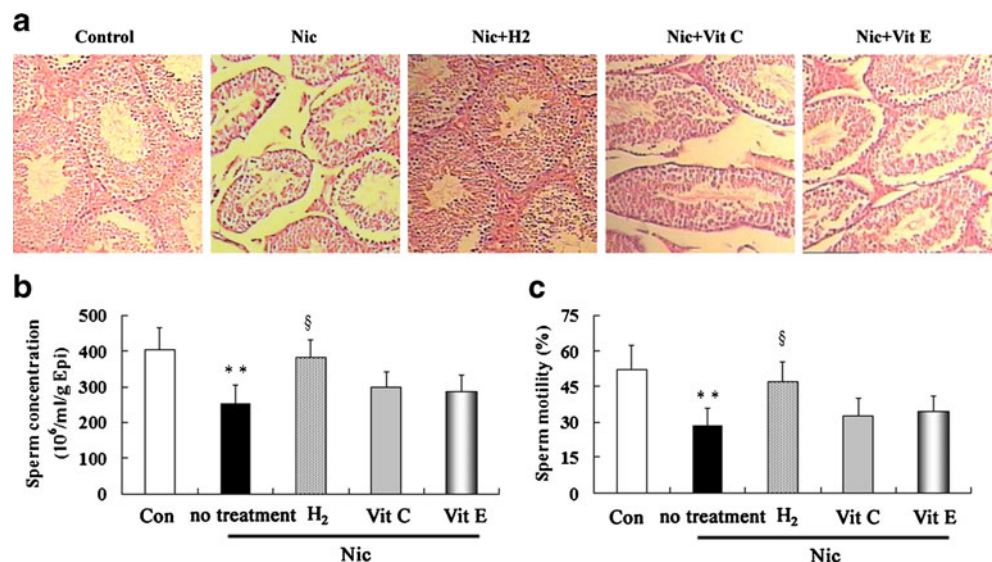 a
Control Nic Nic+H2 Nic+Vit C Nic+Vit E
b
Sperm concentration
(10⁶/ml/g Epi)
500
400
300
200
100
0
**
§
Con no treatment H₂ Vit C Vit E
Nic
c
Sperm motility (%)
75
60
45
30
15
0
**
§
Con no treatment H₂ Vit C Vit E
Nic